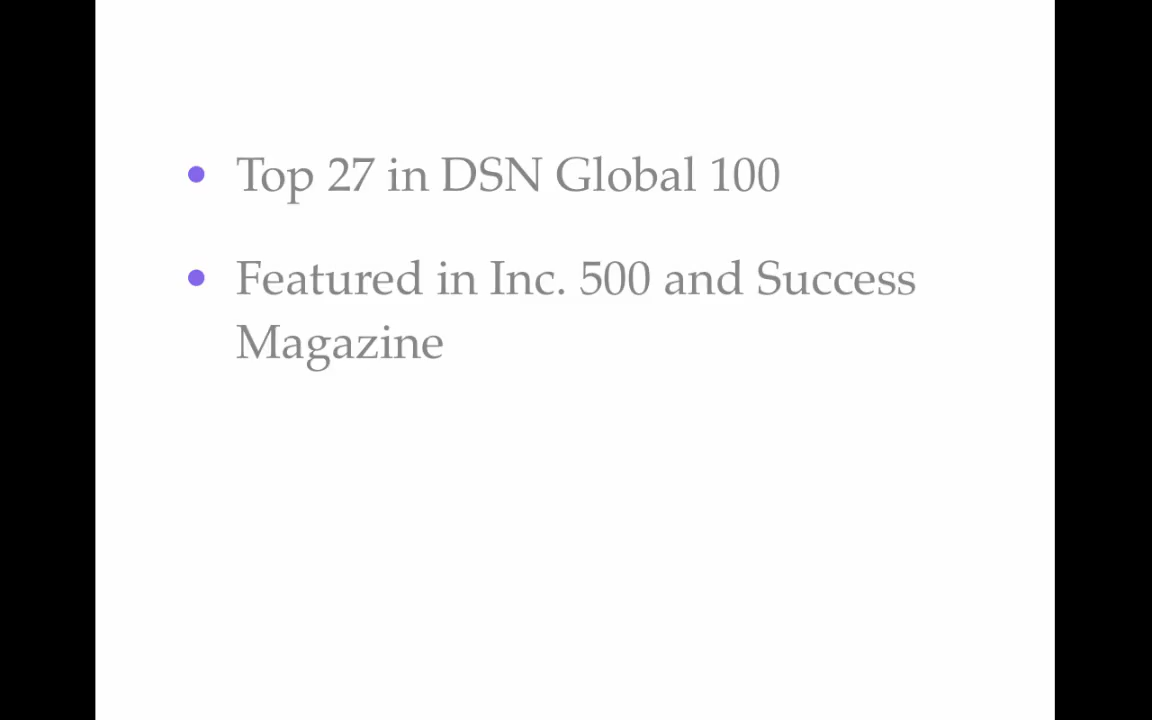 • Top 27 in DSN Global 100
• Featured in Inc. 500 and Success
Magazine